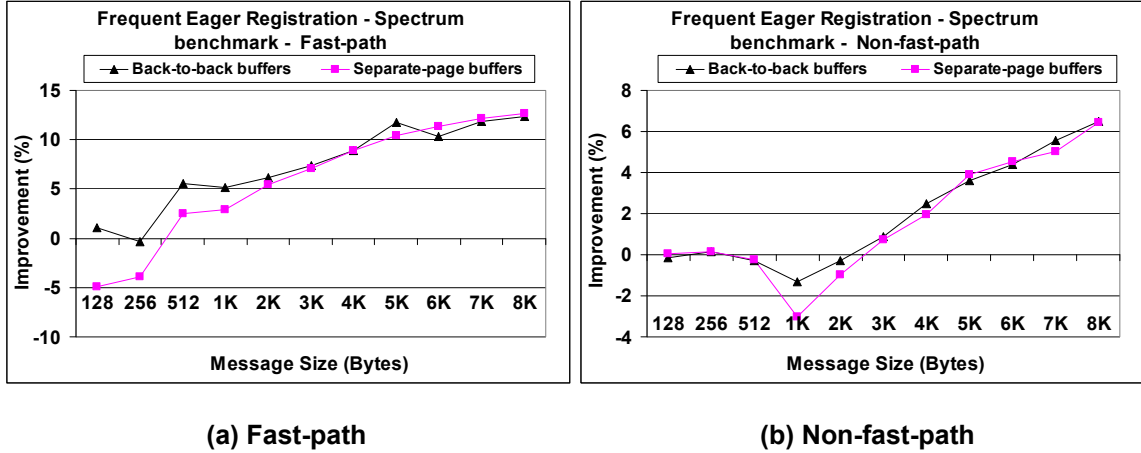 Frequent Eager Registration - Spectrum
benchmark - Fast-path
Back-to-back buffers
Separate-page buffers
15
10
5
0
-5
-10
Improvement (%)
128 256 512 1K 2K 3K 4K 5K 6K 7K 8K
Message Size (Bytes)
(a) Fast-path
Frequent Eager Registration - Spectrum
benchmark - Non-fast-path
Back-to-back buffers
Separate-page buffers
8
6
4
2
0
-2
-4
Improvement (%)
128 256 512 1K 2K 3K 4K 5K 6K 7K 8K
Message Size (Bytes)
(b) Non-fast-path